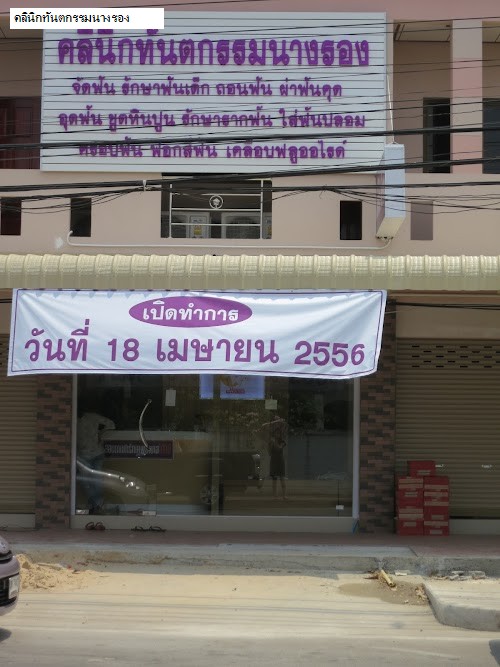 คลินิกทันตกรรมนางรอง
คลินิกทันตกรรมนางรอง
จัดฟัน รักษาฟันเด็ก ถอนฟัน ผ่าฟันคุด
อุดฟัน ขูดหินปูน รักษารากฟัน ใส่ฟันปลอม
ครอบฟัน ฟอกสีฟัน เคลือบฟลูออไรด์
เปิดทำการ
วันที่ 18 เมษายน 2556